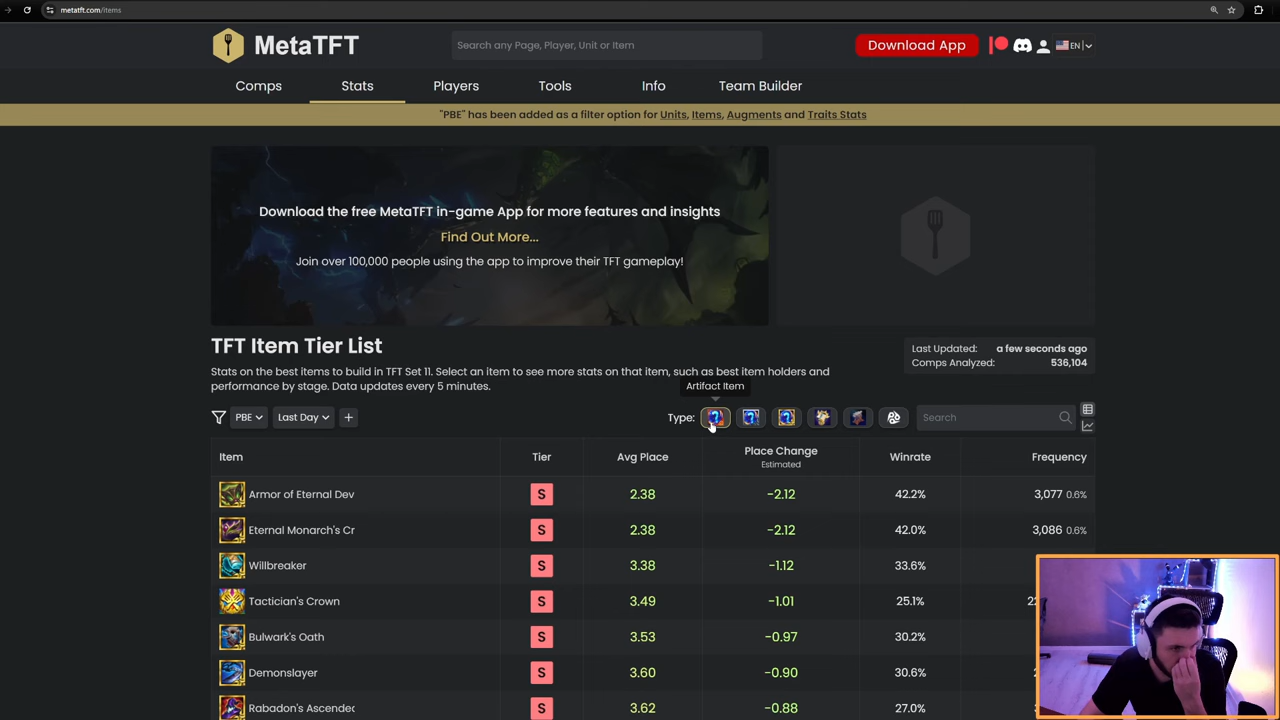 metatft.com/items
MetaTFT
Search any Page, Player, Unit or Item
Download App
EN
Comps
Stats
Players
Tools
Info
Team Builder
"PBE" has been added as a filter option for Units, Items, Augments and Traits Stats
Download the free MetaTFT in-game App for more features and insights
Find Out More...
Join over 100,000 people using the app to improve their TFT gameplay!
TFT Item Tier List
Stats on the best items to build in TFT Set 11. Select an item to see more stats on that item, such as best item holders and
performance by stage. Data updates every 5 minutes.
Last Updated: a few seconds ago
Comps Analyzed: 536,104
Artifact Item
PBE
Last Day
+
Type:
Search
Item Tier Avg Place Place Change Winrate Frequency
Estimated
Armor of Eternal Dev S 2.38 -2.12 42.2% 3,077 0.6%
Eternal Monarch's Cr S 2.38 -2.12 42.0% 3,086 0.6%
Willbreaker S 3.38 -1.12 33.6%
Tactician's Crown S 3.49 -1.01 25.1%
Bulwark's Oath S 3.53 -0.97 30.2%
Demonslayer S 3.60 -0.90 30.6%
Rabadon's Ascended S 3.62 -0.88 27.0%